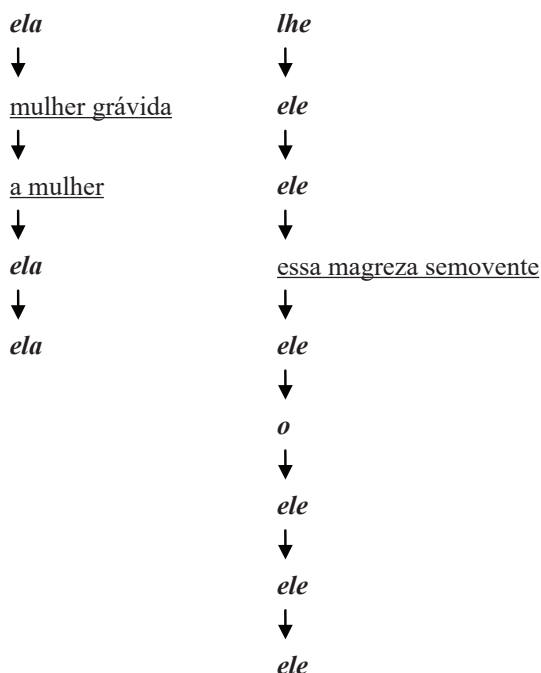 ela lhe
mulher grávida ele
a mulher ele
ela essa magreza semovente
ela ele
o
ele
ele
ele